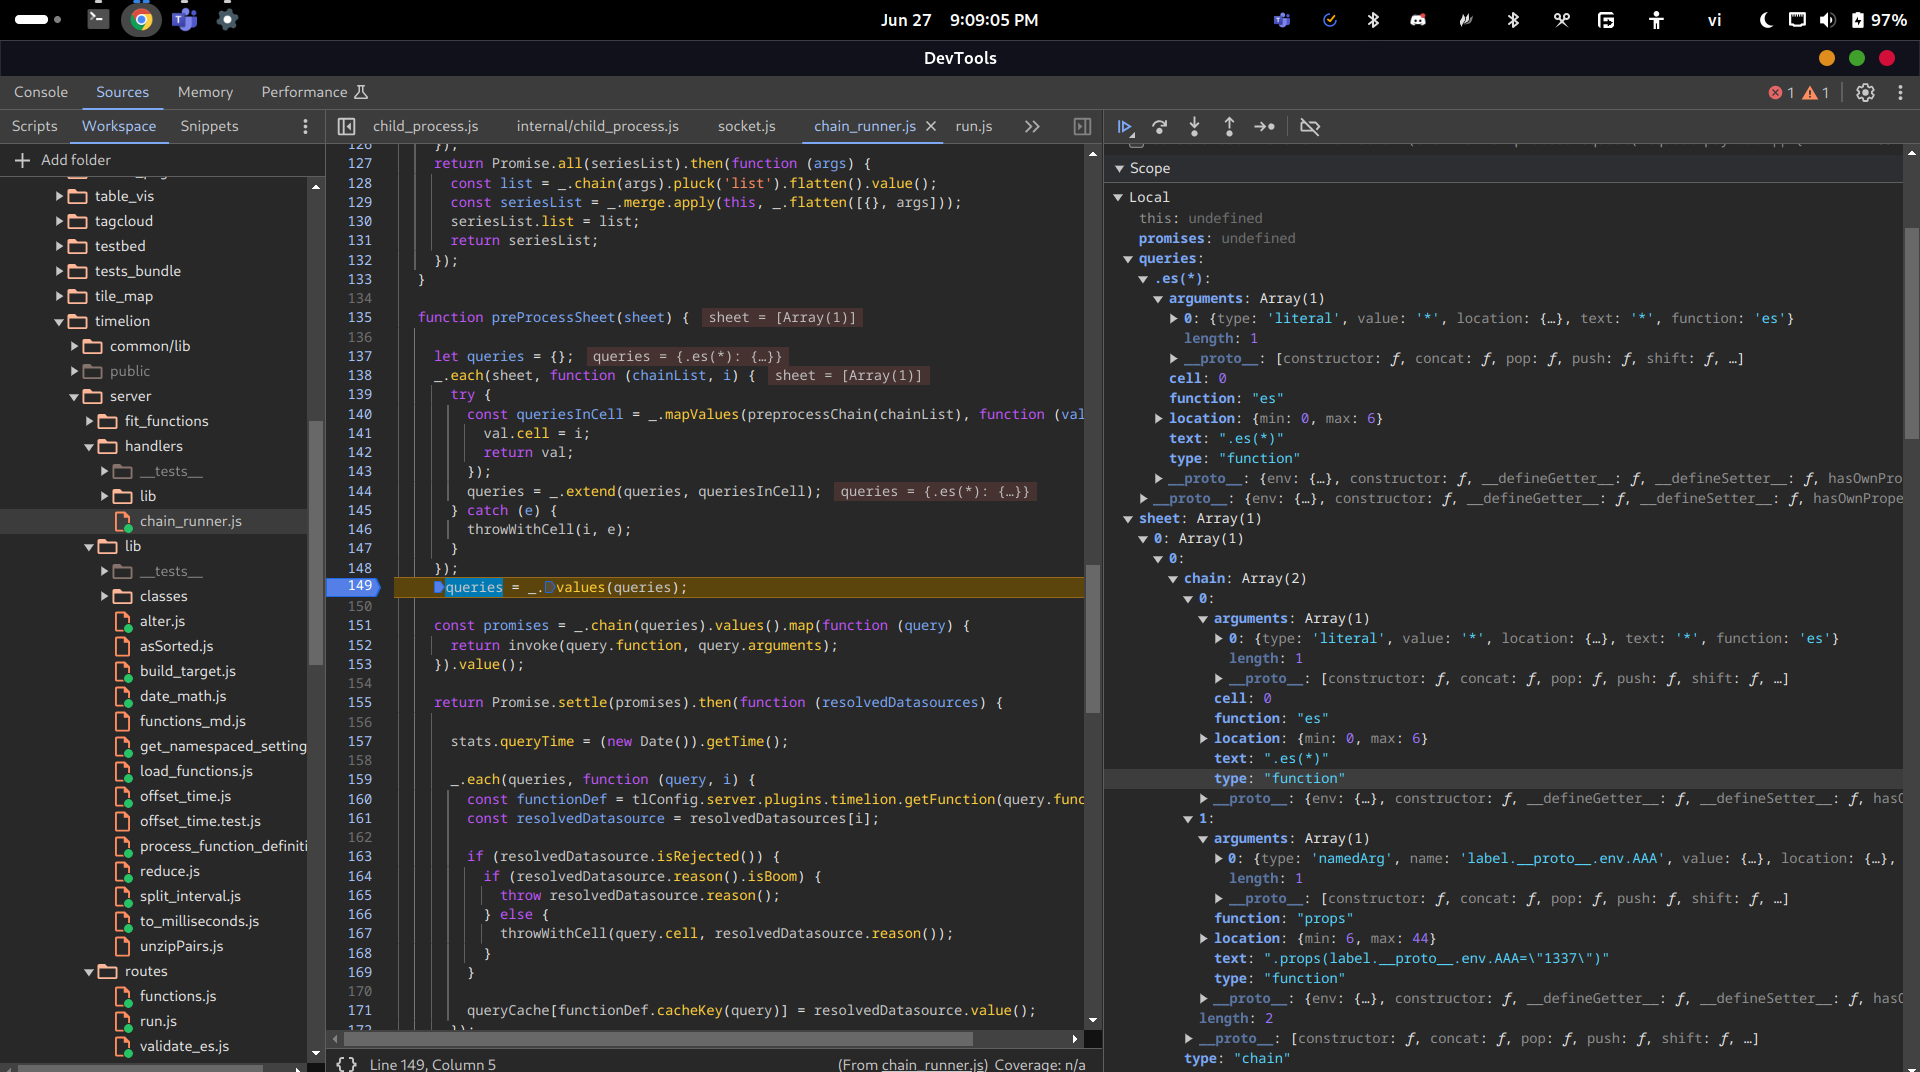 Jun 27 9:09:05 PM
vi
97%
DevTools
Console Sources Memory Performance
1 1
Scripts Workspace Snippets
child_process.js internal/child_process.js socket.js chain_runner.js run.js
Add folder
table_vis
tagcloud
testbed
tests_bundle
tile_map
timelion
common/lib
public
server
fit_functions
handlers
__tests__
lib
chain_runner.js
lib
__tests__
classes
alter.js
asSorted.js
build_target.js
date_math.js
functions_md.js
get_namespaced_setting
load_functions.js
offset_time.js
offset_time.test.js
process_function_definiti
reduce.js
split_interval.js
to_milliseconds.js
unzipPairs.js
routes
functions.js
run.js
validate_es.js
126 });
127 return Promise.all(seriesList).then(function (args) {
128 const list = _.chain(args).pluck('list').flatten().value();
129 const seriesList = _.merge.apply(this, _.flatten([{}, args]));
130 seriesList.list = list;
131 return seriesList;
132 });
133 }
134
135 function preProcessSheet(sheet) { sheet = [Array(1)]
136
137 let queries = {}; queries = {.es(*): {…}}
138 _.each(sheet, function (chainList, i) { sheet = [Array(1)]
139 try {
140 const queriesInCell = _.mapValues(preprocessChain(chainList), function (val
141 val.cell = i;
142 return val;
143 });
144 queries = _.extend(queries, queriesInCell); queries = {.es(*): {…}}
145 } catch (e) {
146 throwWithCell(i, e);
147 }
148 });
149 queries = _.values(queries);
150
151 const promises = _.chain(queries).values().map(function (query) {
152 return invoke(query.function, query.arguments);
153 }).value();
154
155 return Promise.settle(promises).then(function (resolvedDatasources) {
156
157 stats.queryTime = (new Date()).getTime();
158
159 _.each(queries, function (query, i) {
160 const functionDef = tlConfig.server.plugins.timelion.getFunction(query.func
161 const resolvedDatasource = resolvedDatasources[i];
162
163 if (resolvedDatasource.isRejected()) {
164 if (resolvedDatasource.reason().isBoom) {
165 throw resolvedDatasource.reason();
166 } else {
167 throwWithCell(query.cell, resolvedDatasource.reason());
168 }
169 }
170
171 queryCache[functionDef.cacheKey(query)] = resolvedDatasource.value();
172 });
{} Line 149, Column 5 (From chain_runner.js) Coverage: n/a
Scope
Local
this: undefined
promises: undefined
queries:
.es(*):
arguments: Array(1)
0: {type: 'literal', value: '*', location: {…}, text: '*', function: 'es'}
length: 1
__proto__: [constructor: ƒ, concat: ƒ, pop: ƒ, push: ƒ, shift: ƒ, …]
cell: 0
function: "es"
location: {min: 0, max: 6}
text: ".es(*)"
type: "function"
__proto__: {env: {…}, constructor: ƒ, __defineGetter__: ƒ, __defineSetter__: ƒ, hasOwnPro
__proto__: {env: {…}, constructor: ƒ, __defineGetter__: ƒ, __defineSetter__: ƒ, hasOwnPrope
sheet: Array(1)
0: Array(1)
0:
chain: Array(2)
0:
arguments: Array(1)
0: {type: 'literal', value: '*', location: {…}, text: '*', function: 'es'}
length: 1
__proto__: [constructor: ƒ, concat: ƒ, pop: ƒ, push: ƒ, shift: ƒ, …]
cell: 0
function: "es"
location: {min: 0, max: 6}
text: ".es(*)"
type: "function"
__proto__: {env: {…}, constructor: ƒ, __defineGetter__: ƒ, __defineSetter__: ƒ, hasO
1:
arguments: Array(1)
0: {type: 'namedArg', name: 'label.__proto__.env.AAA', value: {…}, location: {…},
length: 1
__proto__: [constructor: ƒ, concat: ƒ, pop: ƒ, push: ƒ, shift: ƒ, …]
function: "props"
location: {min: 6, max: 44}
text: ".props(label.__proto__.env.AAA=\"1337\")"
type: "function"
__proto__: {env: {…}, constructor: ƒ, __defineGetter__: ƒ, __defineSetter__: ƒ, hasO
length: 2
__proto__: [constructor: ƒ, concat: ƒ, pop: ƒ, push: ƒ, shift: ƒ, …]
type: "chain"